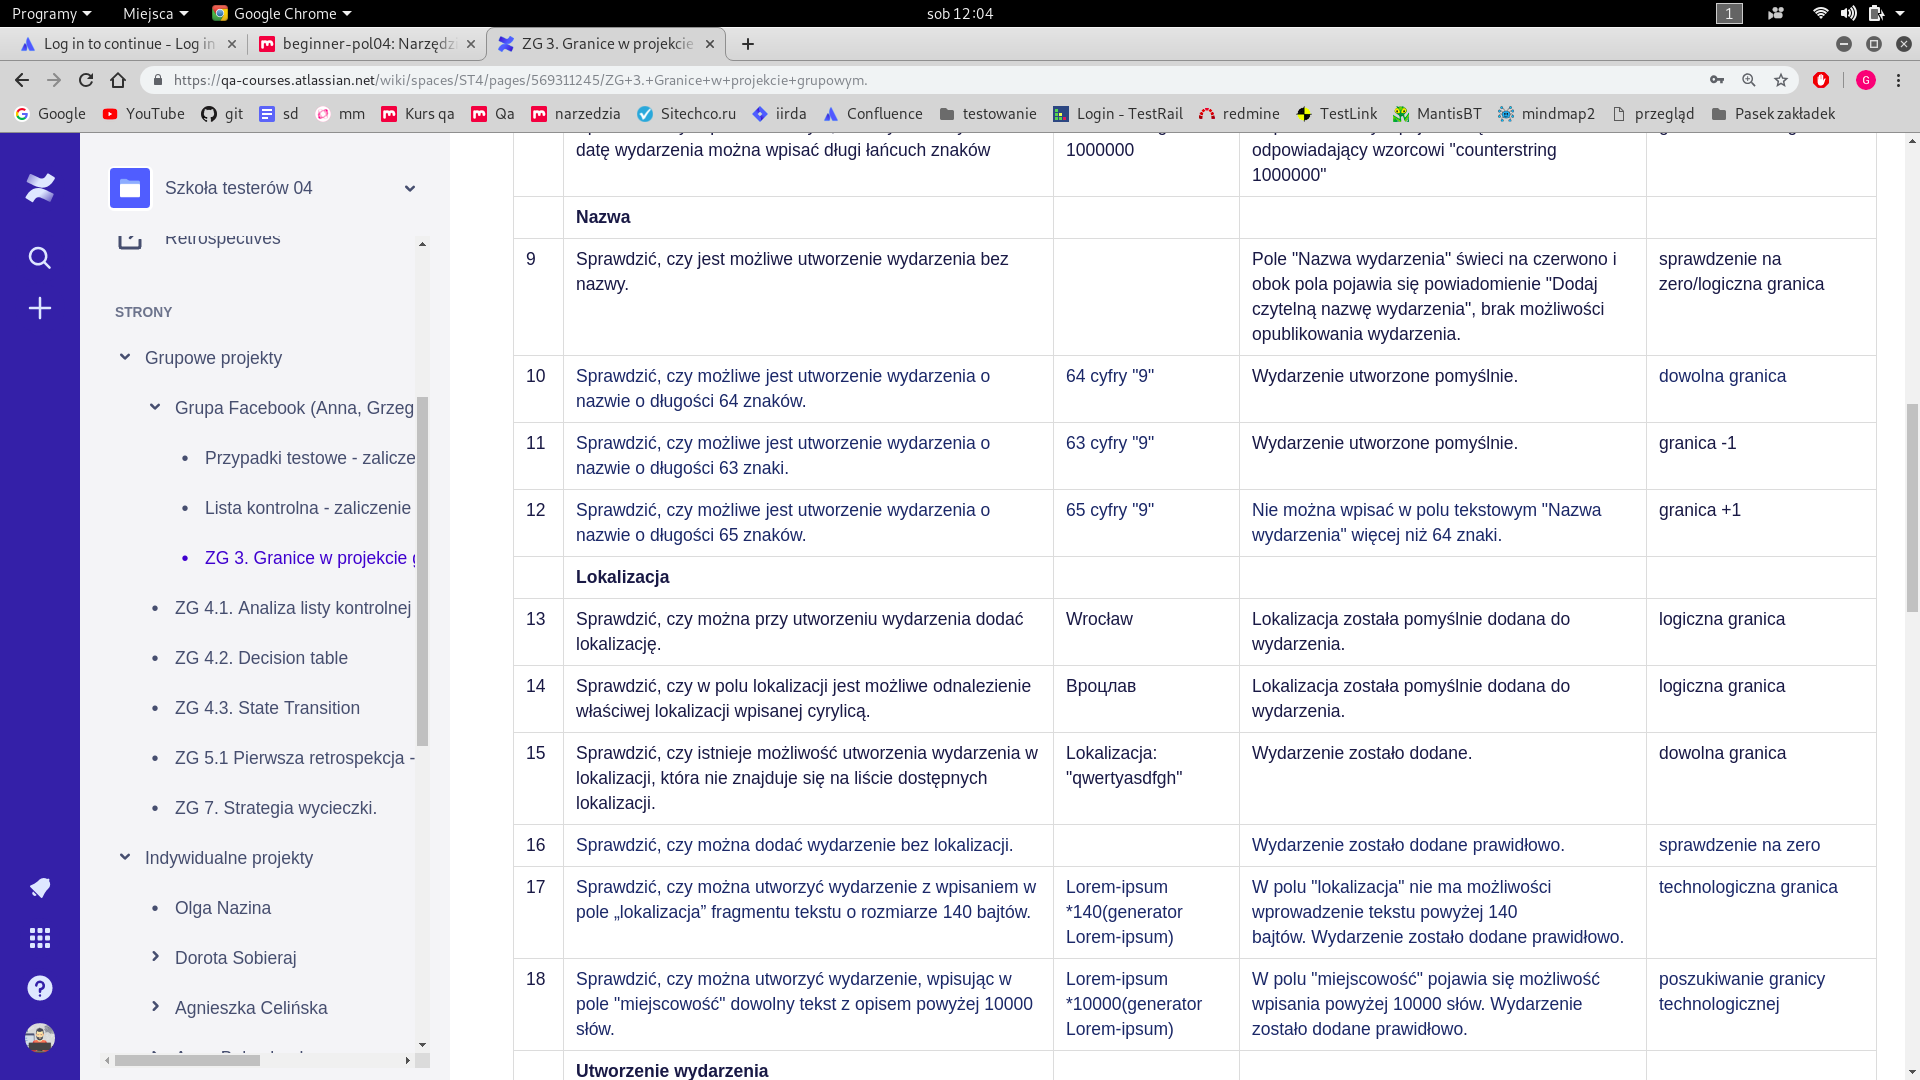 Programy
Miejsca
Google Chrome
sob 12:04
1
Log in to continue - Log in
beginner-pol04: Narzędzi
ZG 3. Granice w projekcie
https://qa-courses.atlassian.net/wiki/spaces/ST4/pages/569311245/ZG+3.+Granice+w+projekcie+grupowym.
G
Google
YouTube
git
sd
mm
Kurs qa
Qa
narzedzia
Sitechco.ru
iirda
Confluence
testowanie
Login - TestRail
redmine
TestLink
MantisBT
mindmap2
przegląd
Pasek zakładek
Szkoła testerów 04
Retrospectives
STRONY
Grupowe projekty
Grupa Facebook (Anna, Grzeg
Przypadki testowe - zalicze
Lista kontrolna - zaliczenie
ZG 3. Granice w projekcie
ZG 4.1. Analiza listy kontrolnej
ZG 4.2. Decision table
ZG 4.3. State Transition
ZG 5.1 Pierwsza retrospekcja -
ZG 7. Strategia wycieczki.
Indywidualne projekty
Olga Nazina
Dorota Sobieraj
Agnieszka Celińska
datę wydarzenia można wpisać długi łańcuch znaków
1000000
odpowiadający wzorcowi "counterstring
1000000"
Nazwa
9
Sprawdzić, czy jest możliwe utworzenie wydarzenia bez
nazwy.
Pole "Nazwa wydarzenia" świeci na czerwono i
obok pola pojawia się powiadomienie "Dodaj
czytelną nazwę wydarzenia", brak możliwości
opublikowania wydarzenia.
sprawdzenie na
zero/logiczna granica
10
Sprawdzić, czy możliwe jest utworzenie wydarzenia o
nazwie o długości 64 znaków.
64 cyfry "9"
Wydarzenie utworzone pomyślnie.
dowolna granica
11
Sprawdzić, czy możliwe jest utworzenie wydarzenia o
nazwie o długości 63 znaki.
63 cyfry "9"
Wydarzenie utworzone pomyślnie.
granica -1
12
Sprawdzić, czy możliwe jest utworzenie wydarzenia o
nazwie o długości 65 znaków.
65 cyfry "9"
Nie można wpisać w polu tekstowym "Nazwa
wydarzenia" więcej niż 64 znaki.
granica +1
Lokalizacja
13
Sprawdzić, czy można przy utworzeniu wydarzenia dodać
lokalizację.
Wrocław
Lokalizacja została pomyślnie dodana do
wydarzenia.
logiczna granica
14
Sprawdzić, czy w polu lokalizacji jest możliwe odnalezienie
właściwej lokalizacji wpisanej cyrylicą.
Вроцлав
Lokalizacja została pomyślnie dodana do
wydarzenia.
logiczna granica
15
Sprawdzić, czy istnieje możliwość utworzenia wydarzenia w
lokalizacji, która nie znajduje się na liście dostępnych
lokalizacji.
Lokalizacja:
"qwertyasdfgh"
Wydarzenie zostało dodane.
dowolna granica
16
Sprawdzić, czy można dodać wydarzenie bez lokalizacji.
Wydarzenie zostało dodane prawidłowo.
sprawdzenie na zero
17
Sprawdzić, czy można utworzyć wydarzenie z wpisaniem w
pole „lokalizacja” fragmentu tekstu o rozmiarze 140 bajtów.
Lorem-ipsum
*140(generator
Lorem-ipsum)
W polu "lokalizacja" nie ma możliwości
wprowadzenie tekstu powyżej 140
bajtów. Wydarzenie zostało dodane prawidłowo.
technologiczna granica
18
Sprawdzić, czy można utworzyć wydarzenie, wpisując w
pole "miejscowość" dowolny tekst z opisem powyżej 10000
słów.
Lorem-ipsum
*10000(generator
Lorem-ipsum)
W polu "miejscowość" pojawia się możliwość
wpisania powyżej 10000 słów. Wydarzenie
zostało dodane prawidłowo.
poszukiwanie granicy
technologicznej
Utworzenie wydarzenia